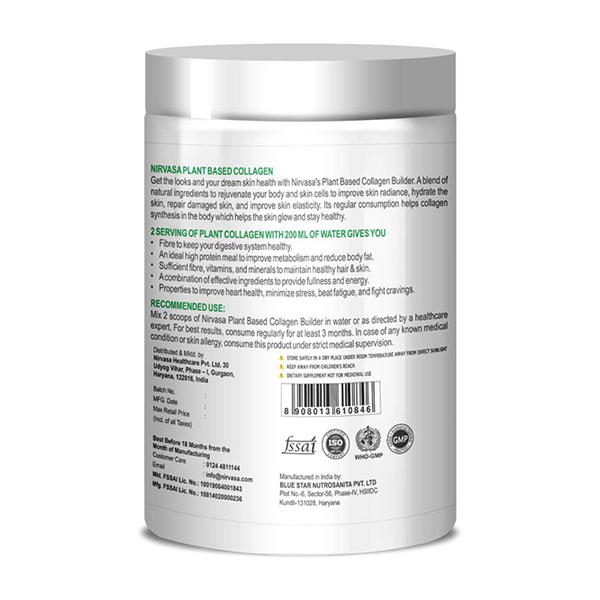 NIRVASA PLANT BASED COLLAGEN
Get the looks and your dream skin health with Nirvasa's Plant Based Collagen Builder. A blend of
natural ingredients to rejuvenate your body and skin cells to improve skin radiance, hydrate the
skin, repair damaged skin, and improve skin elasticity. Its regular consumption helps collagen
synthesis in the body which helps the skin glow and stay healthy.
2 SERVING OF PLANT COLLAGEN WITH 200 ML OF WATER GIVES YOU
• Fibre to keep your digestive system healthy.
• An ideal high protein meal to improve metabolism and reduce body fat.
• Sufficient fibre, vitamins, and minerals to maintain healthy hair & skin.
• A combination of effective ingredients to provide fullness and energy.
• Properties to improve heart health, minimize stress, beat fatigue, and fight cravings.
RECOMMENDED USE:
Mix 2 scoops of Nirvasa Plant Based Collagen Builder in water or as directed by a healthcare
expert. For best results, consume regularly for at least 3 months. In case of any known medical
condition or skin allergy, consume this product under strict medical supervision.
Distributed & Mktd. by
Nirvasa Healthcare Pvt. Ltd. 30
Udyog Vihar, Phase – I, Gurgaon,
Haryana, 122016, India
Batch No. :
MFG. Date :
Max Retail Price :
(Incl. of all Taxes)
Best Before 18 Months from the
Month of Manufacturing
Customer Care : 0124 4811144
Email : info@nirvasa.com
Mkt. FSSAI Lic. No.: 10019064001843
Mfg. FSSAI Lic. No.: 10814020000236
STORE SAFELY IN A DRY PLACE UNDER ROOM TEMPERATURE AWAY FROM DIRECT SUNLIGHT
KEEP AWAY FROM CHILDREN'S REACH
DIETARY SUPPLEMENT NOT FOR MEDICINAL USE
8 908013 610846
fssai
ISO
WHO-GMP
GMP
Manufactured in India by:
BLUE STAR NUTROSANITA PVT. LTD
Plot No.-6, Sector-56, Phase-IV, HSIIDC
Kundli-131028, Haryana